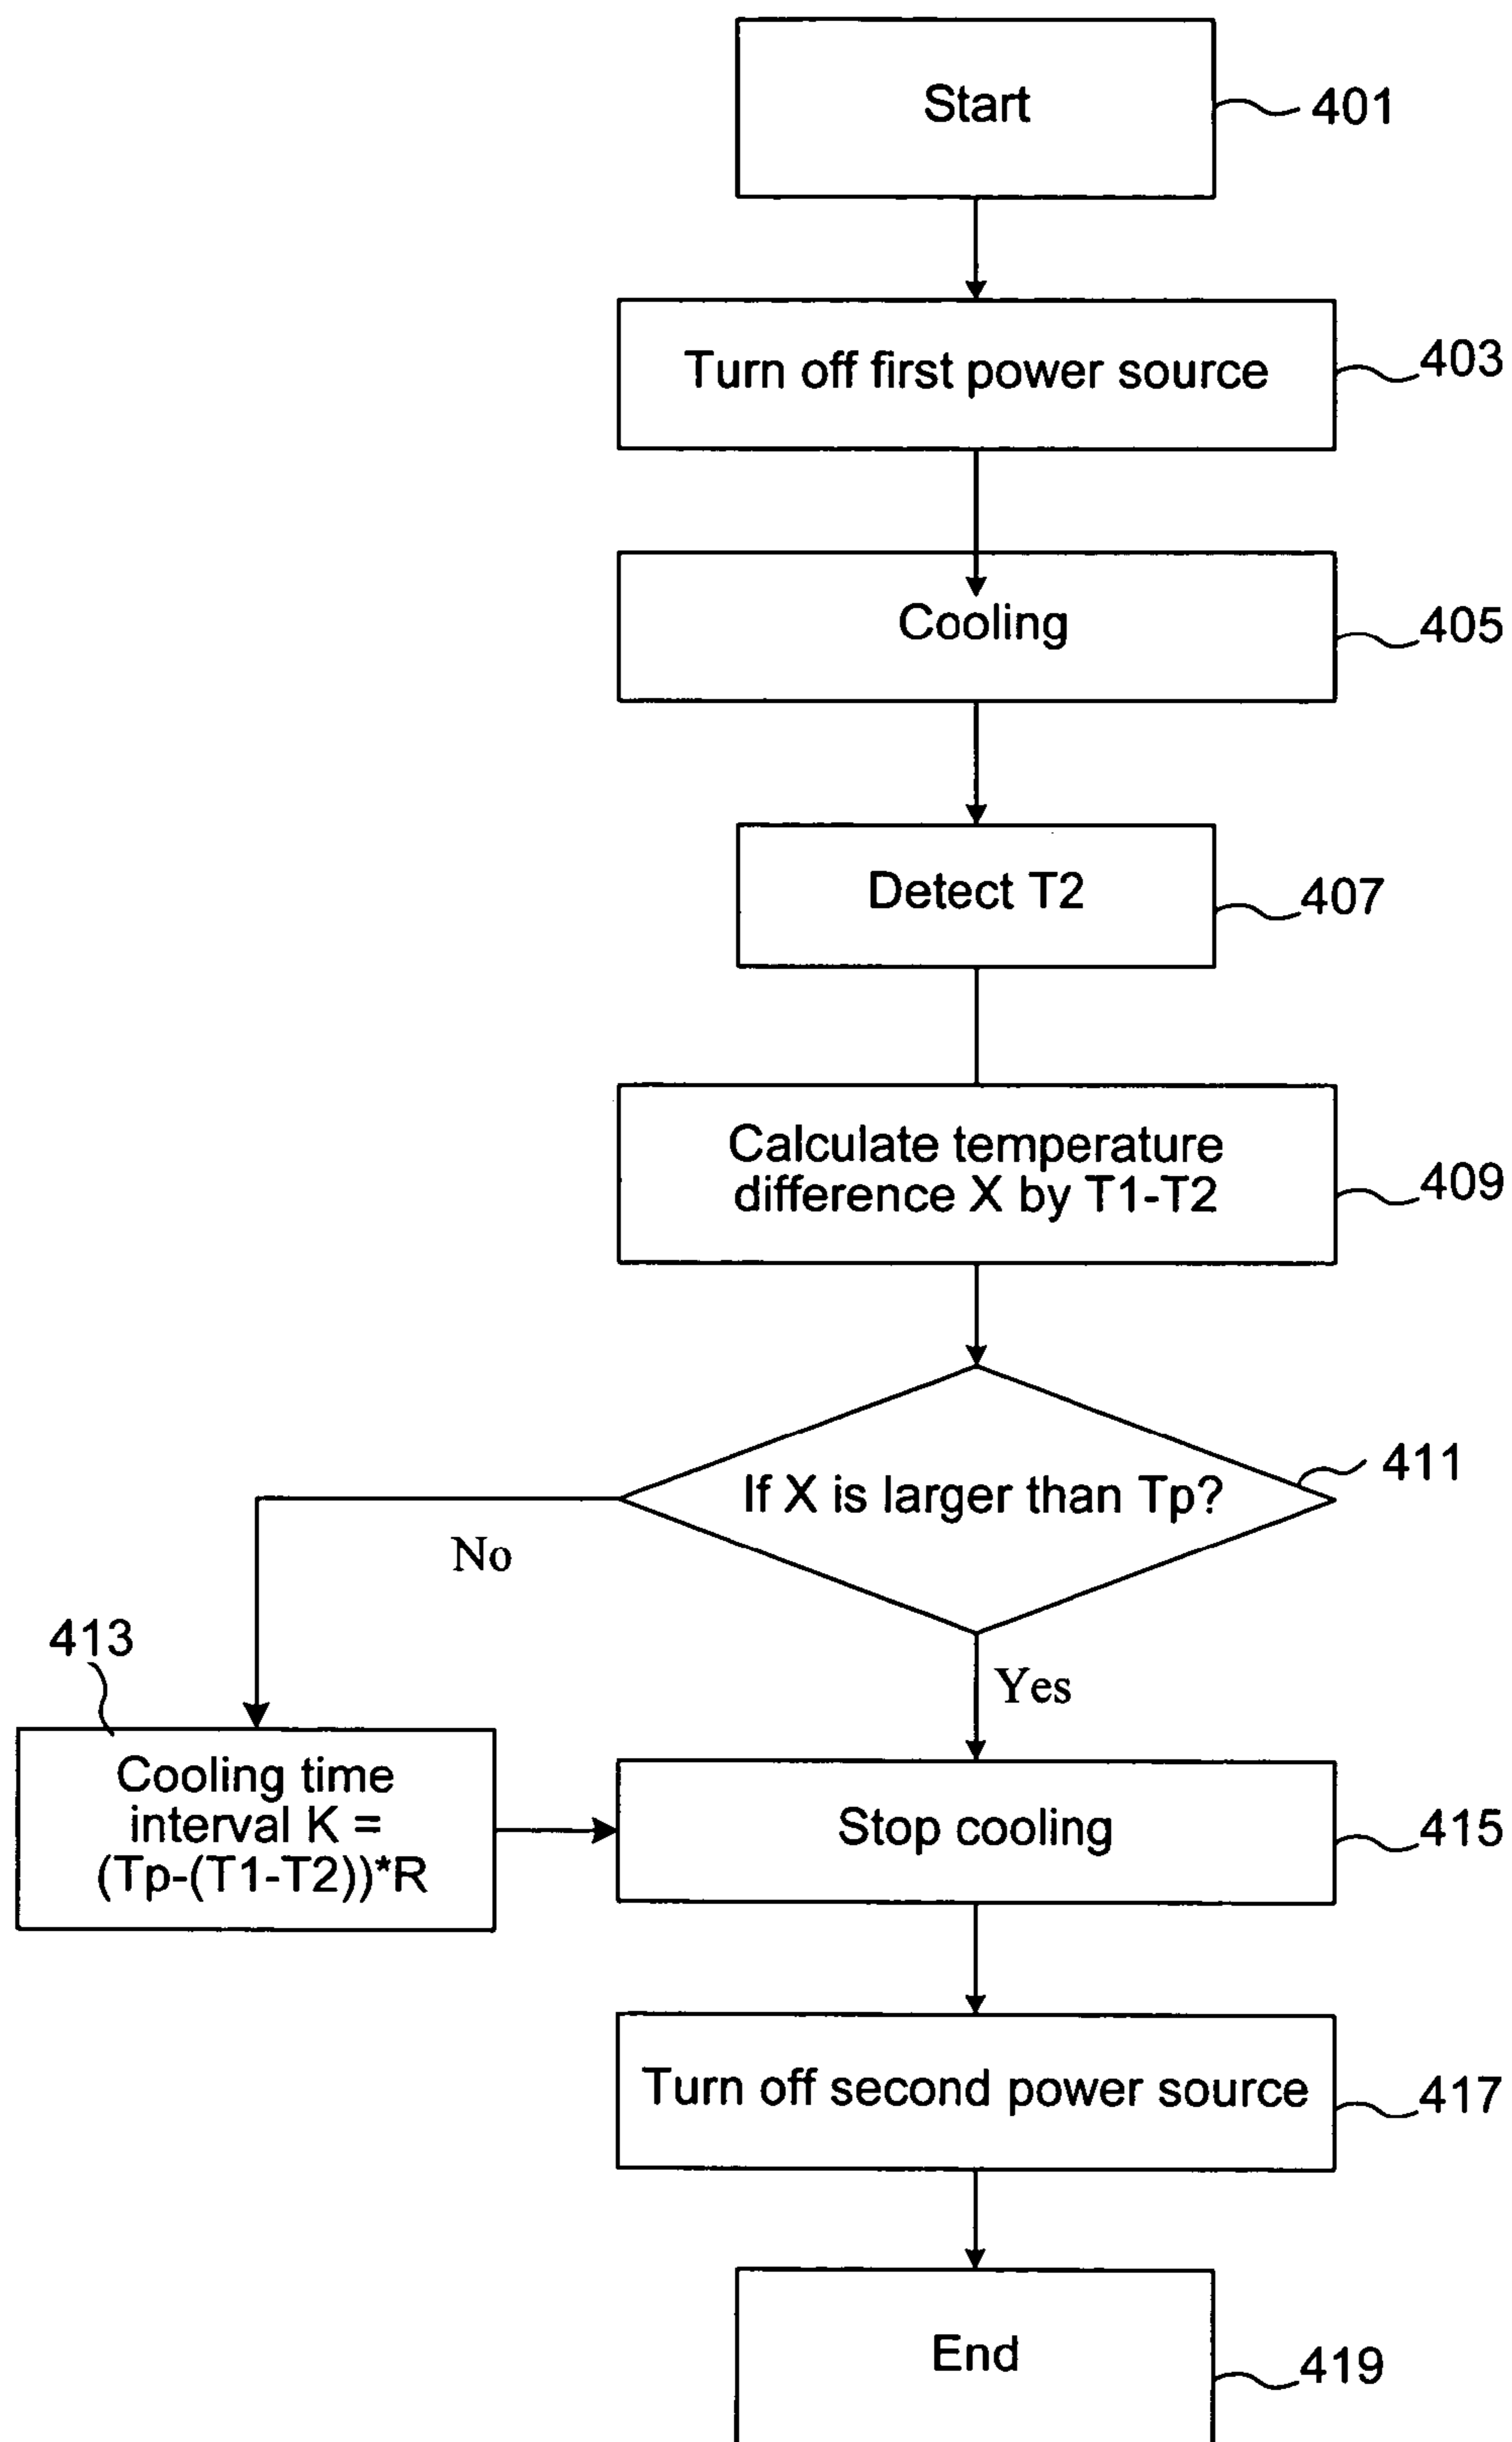 Start
401
Turn off first power source
403
Cooling
405
Detect T2
407
Calculate temperature
difference X by T1-T2
409
If X is larger than Tp?
411
No
Yes
413
Cooling time
interval K =
(Tp-(T1-T2))*R
Stop cooling
415
Turn off second power source
417
End
419